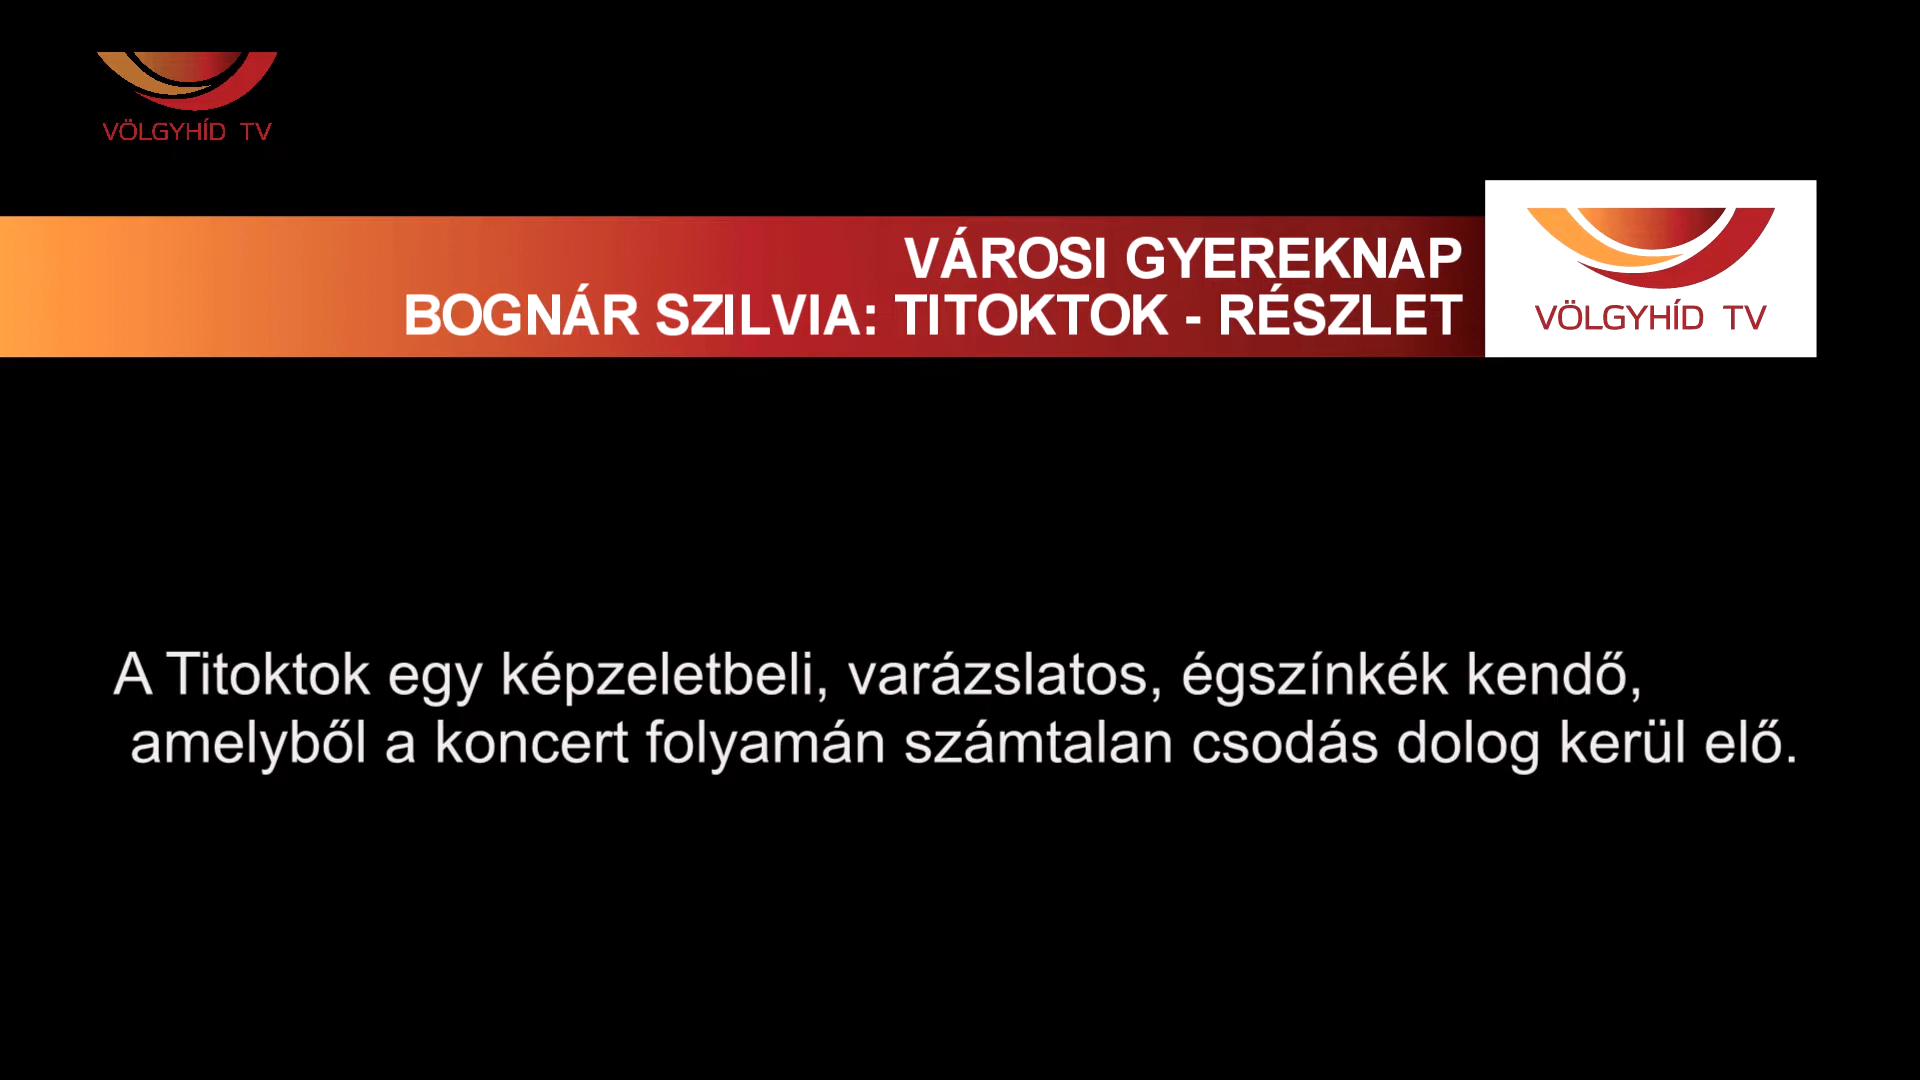 VÖLGYHÍD TV
VÁROSI GYEREKNAP
BOGNÁR SZILVIA: TITOKTOK - RÉSZLET
VÖLGYHÍD TV
A Titoktok egy képzeletbeli, varázslatos, égszínkék kendő,
amelyből a koncert folyamán számtalan csodás dolog kerül elő.